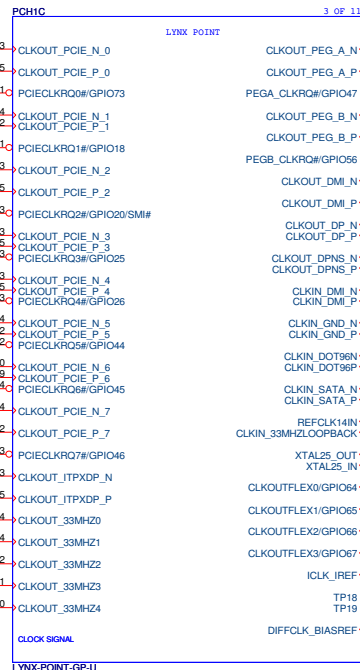 PCH1C
3 OF 11
LYNX POINT
CLKOUT_PCIE_N_0
CLKOUT_PCIE_P_0
PCIECLKRQ0#/GPIO73
CLKOUT_PCIE_N_1
CLKOUT_PCIE_P_1
PCIECLKRQ1#/GPIO18
CLKOUT_PCIE_N_2
CLKOUT_PCIE_P_2
PCIECLKRQ2#/GPIO20/SMI#
CLKOUT_PCIE_N_3
CLKOUT_PCIE_P_3
PCIECLKRQ3#/GPIO25
CLKOUT_PCIE_N_4
CLKOUT_PCIE_P_4
PCIECLKRQ4#/GPIO26
CLKOUT_PCIE_N_5
CLKOUT_PCIE_P_5
PCIECLKRQ5#/GPIO44
CLKOUT_PCIE_N_6
CLKOUT_PCIE_P_6
PCIECLKRQ6#/GPIO45
CLKOUT_PCIE_N_7
CLKOUT_PCIE_P_7
PCIECLKRQ7#/GPIO46
CLKOUT_ITPXDP_N
CLKOUT_ITPXDP_P
CLKOUT_33MHZ0
CLKOUT_33MHZ1
CLKOUT_33MHZ2
CLKOUT_33MHZ3
CLKOUT_33MHZ4
CLOCK SIGNAL
CLKOUT_PEG_A_N
CLKOUT_PEG_A_P
PEGA_CLKRQ#/GPIO47
CLKOUT_PEG_B_N
CLKOUT_PEG_B_P
PEGB_CLKRQ#/GPIO56
CLKOUT_DMI_N
CLKOUT_DMI_P
CLKOUT_DP_N
CLKOUT_DP_P
CLKOUT_DPNS_N
CLKOUT_DPNS_P
CLKIN_DMI_N
CLKIN_DMI_P
CLKIN_GND_N
CLKIN_GND_P
CLKIN_DOT96N
CLKIN_DOT96P
CLKIN_SATA_N
CLKIN_SATA_P
REFCLK14IN
CLKIN_33MHZLOOPBACK
XTAL25_OUT
XTAL25_IN
CLKOUTFLEX0/GPIO64
CLKOUTFLEX1/GPIO65
CLKOUTFLEX2/GPIO66
CLKOUTFLEX3/GPIO67
ICLK_IREF
TP18
TP19
DIFFCLK_BIASREF
LYNX-POINT-GP-U